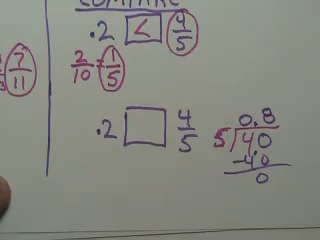 COMPARE
.2 < 4/5
2/10 = 1/5
7/11
.2 □ 4/5
0.8
5)4.0
-4.0
0